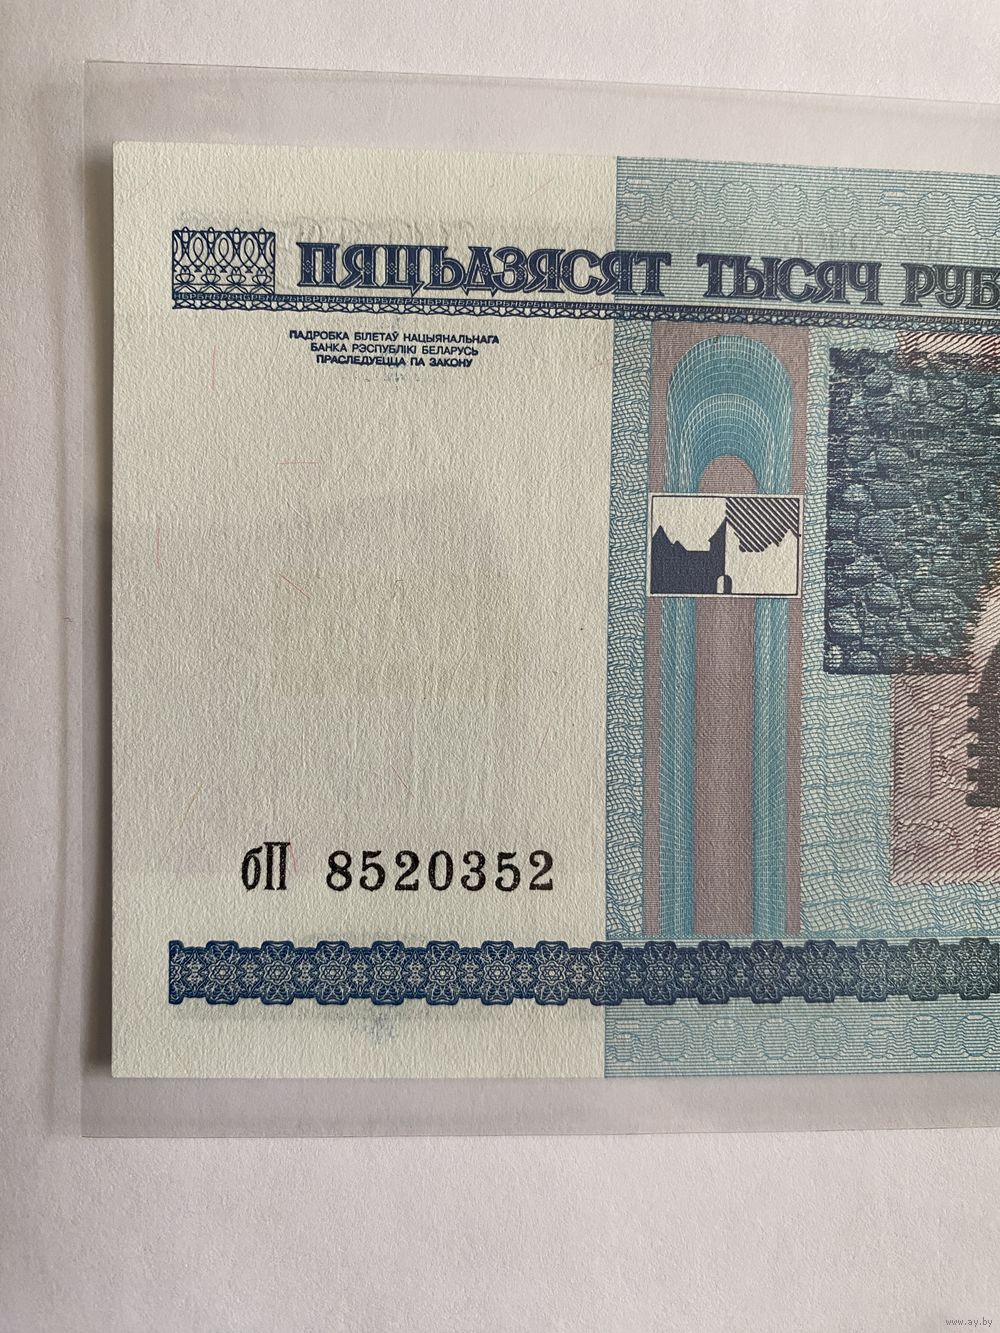 ПЯЦЬДЗЯСЯТ ТЫСЯЧ РУБ
ПАДРОБКА БІЛЕТАЎ НАЦЫЯНАЛЬНАГА
БАНКА РЭСПУБЛІКІ БЕЛАРУСЬ
ПРАСЛЕДУЕЦЦА ПА ЗАКОНУ
бП 8520352
www.ay.by